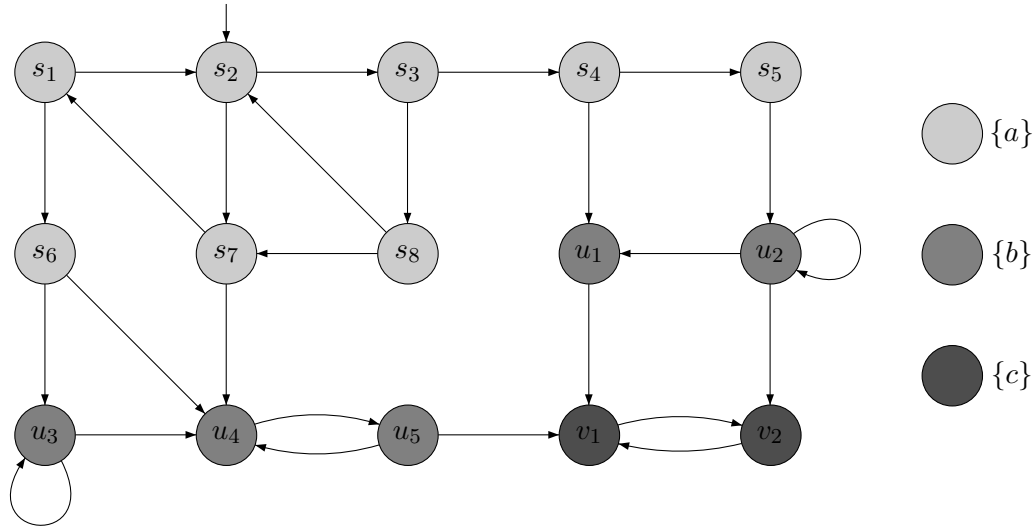 s₁ s₂ s₃ s₄ s₅
{a}
s₆ s₇ s₈ u₁ u₂
{b}
{c}
u₃ u₄ u₅ v₁ v₂